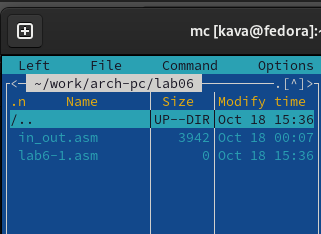 mc [kava@fedora]:
Left File Command Options
~/work/arch-pc/lab06 .[^]>
.n Name Size Modify time
/.. UP--DIR Oct 18 15:36
in_out.asm 3942 Oct 18 00:07
lab6-1.asm 0 Oct 18 15:36